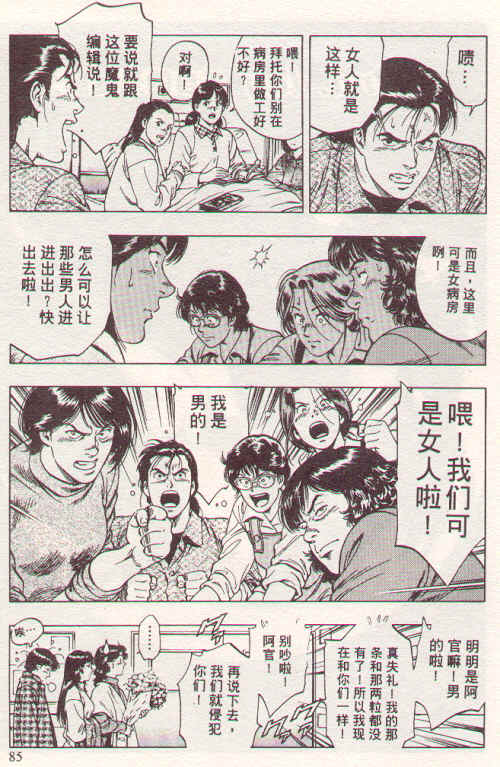 啧…
女人就是
这样…
喂！
拜托你们别在
病房里做工好
不好？
对啊！
要说就跟
这位魔鬼
编辑说！
而且，这里
可是女病房
咧！
怎么可以让
那些男人进
进出出？快
出去啦！
喂！我们可
是女人啦！
我是
男的！
明明是阿
官嘛！男
的啦！
真失礼！我的那
条和那两粒都没
有了！所以我现
在和你们一样！
别吵啦！
阿官！
再说下去，
我们就侵犯
你们！
……
唉…
85